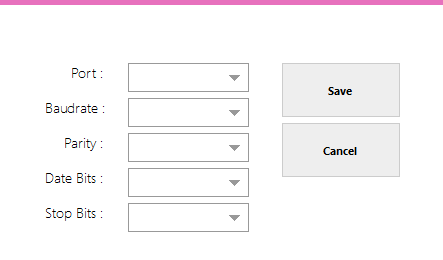 Port :
Baudrate :
Parity :
Date Bits :
Stop Bits :
Save
Cancel